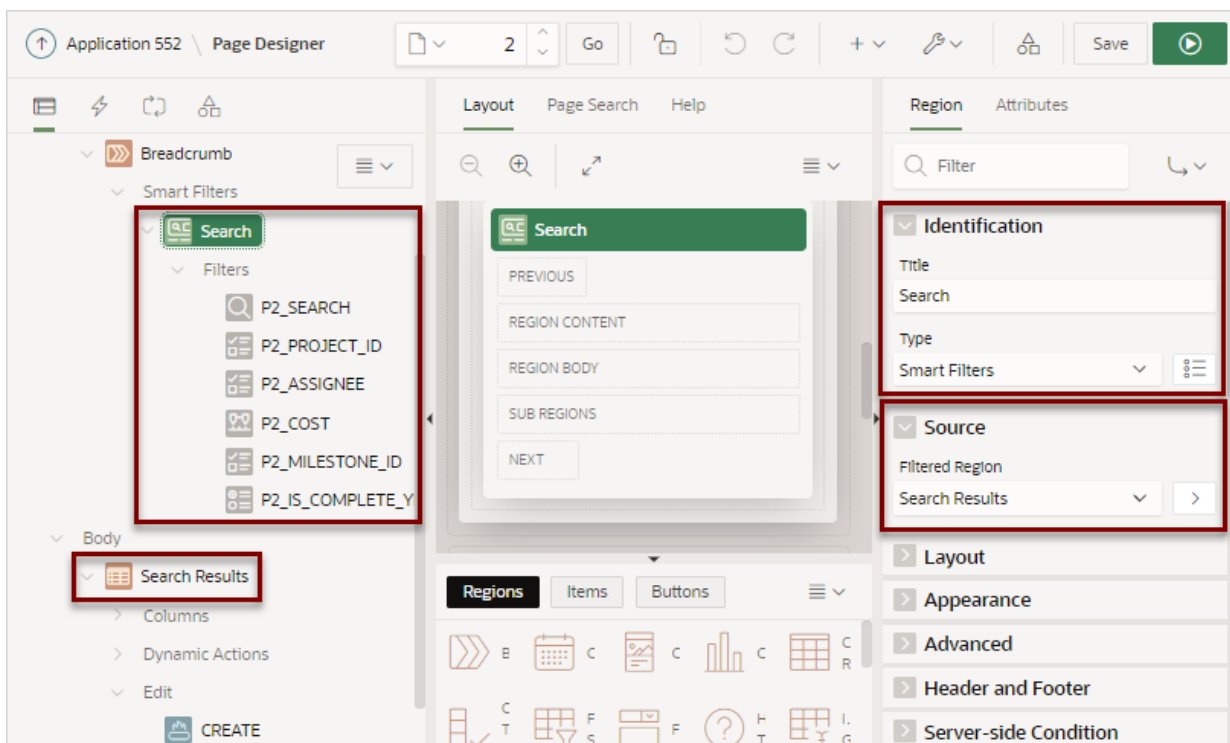 Application 552 \ Page Designer
2
Go
Save
Layout
Page Search
Help
Region
Attributes
Breadcrumb
Smart Filters
Search
Filters
P2_SEARCH
P2_PROJECT_ID
P2_ASSIGNEE
P2_COST
P2_MILESTONE_ID
P2_IS_COMPLETE_Y
Body
Search Results
Columns
Dynamic Actions
Edit
CREATE
Search
PREVIOUS
REGION CONTENT
REGION BODY
SUB REGIONS
NEXT
Regions
Items
Buttons
B
C
C
C
C
R
C
T
F
S
F
H
T
I.
G
Filter
Identification
Title
Search
Type
Smart Filters
Source
Filtered Region
Search Results
Layout
Appearance
Advanced
Header and Footer
Server-side Condition